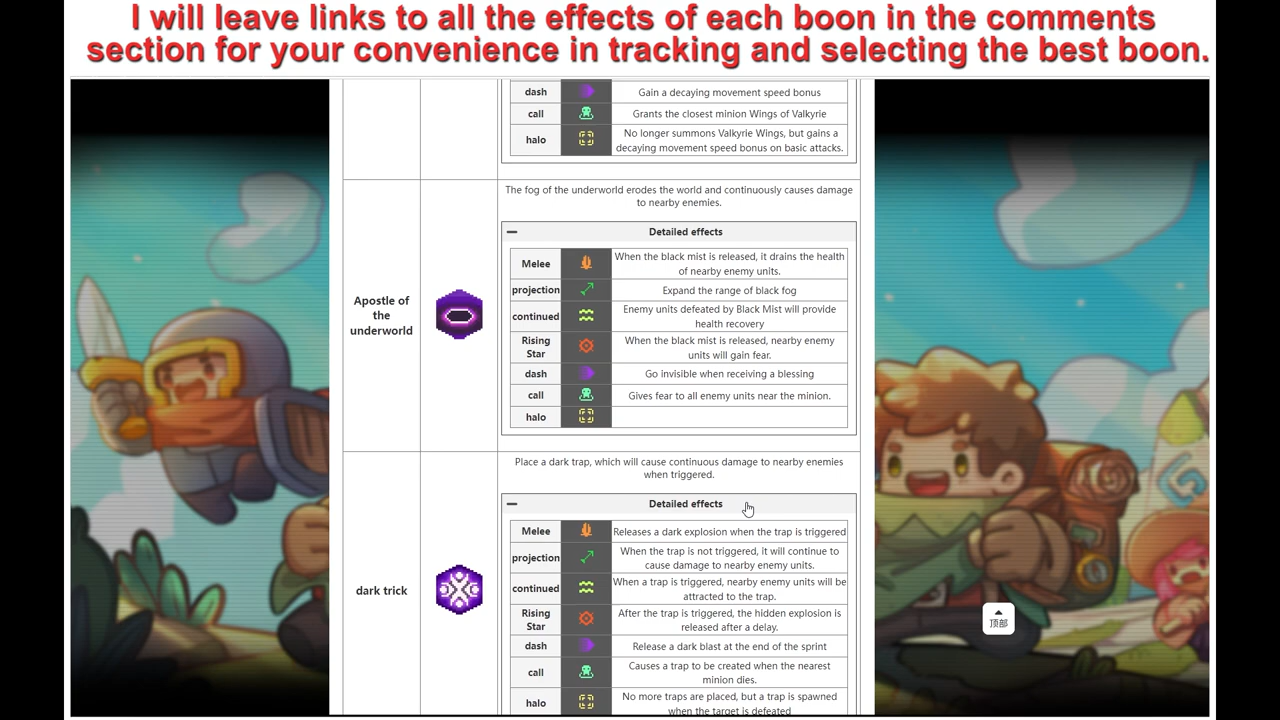 I will leave links to all the effects of each boon in the comments
section for your convenience in tracking and selecting the best boon.
dash
Gain a decaying movement speed bonus
call
Grants the closest minion Wings of Valkyrie
halo
No longer summons Valkyrie Wings, but gains a
decaying movement speed bonus on basic attacks.
Apostle of
the
underworld
The fog of the underworld erodes the world and continuously causes damage
to nearby enemies.
Detailed effects
Melee
When the black mist is released, it drains the health
of nearby enemy units.
projection
Expand the range of black fog
continued
Enemy units defeated by Black Mist will provide
health recovery
Rising
Star
When the black mist is released, nearby enemy
units will gain fear.
dash
Go invisible when receiving a blessing
call
Gives fear to all enemy units near the minion.
halo
dark trick
Place a dark trap, which will cause continuous damage to nearby enemies
when triggered.
Detailed effects
Melee
Releases a dark explosion when the trap is triggered
projection
When the trap is not triggered, it will continue to
cause damage to nearby enemy units.
continued
When a trap is triggered, nearby enemy units will be
attracted to the trap.
Rising
Star
After the trap is triggered, the hidden explosion is
released after a delay.
dash
Release a dark blast at the end of the sprint
call
Causes a trap to be created when the nearest
minion dies.
halo
No more traps are placed, but a trap is spawned
when the target is defeated
顶部